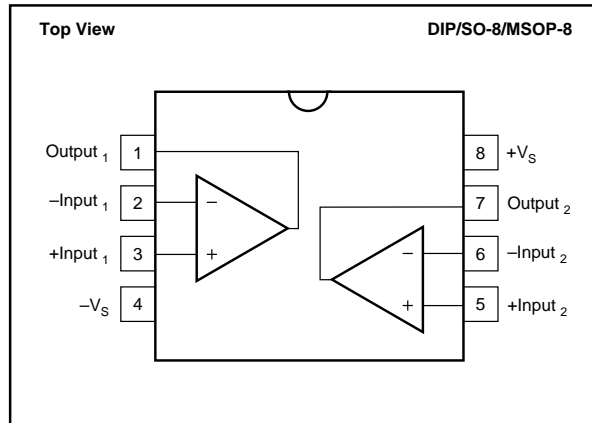 Top View DIP/SO-8/MSOP-8
Output 1 1 8 +VS
–Input 1 2 – 7 Output 2
+Input 1 3 + – 6 –Input 2
–VS 4 + 5 +Input 2